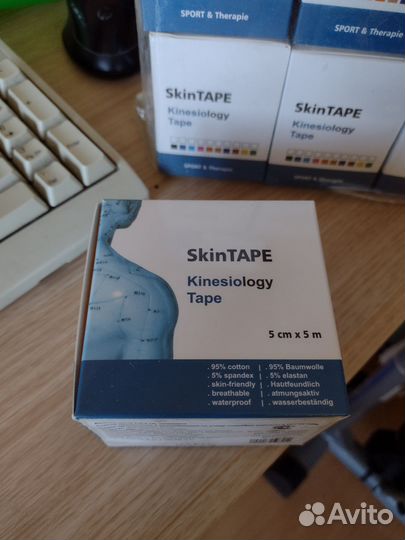 SPORT & Therapie
SkinTAPE
Kinesiology
Tape
SPORT & Therapie
SkinTAPE
Kinesiology
Tape
SPORT & Therapie
SkinTAPE
Kinesiology
Tape
5 cm x 5 m
. 95% cotton | . 95% Baumwolle
. 5% spandex | . 5% elastan
. skin-friendly | . Hautfeundlich
. breathable | . atmungsaktiv
. waterproof | . wasserbeständig
Avito